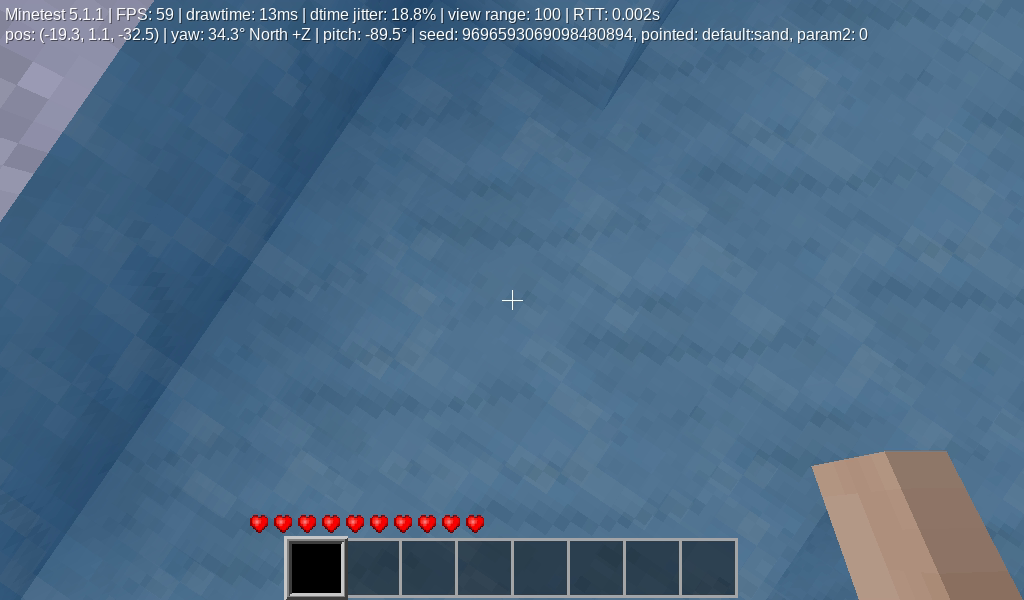 Minetest 5.1.1 | FPS: 59 | drawtime: 13ms | dtime jitter: 18.8% | view range: 100 | RTT: 0.002s
pos: (-19.3, 1.1, -32.5) | yaw: 34.3° North +Z | pitch: -89.5° | seed: 9696593069098480894, pointed: default:sand, param2: 0